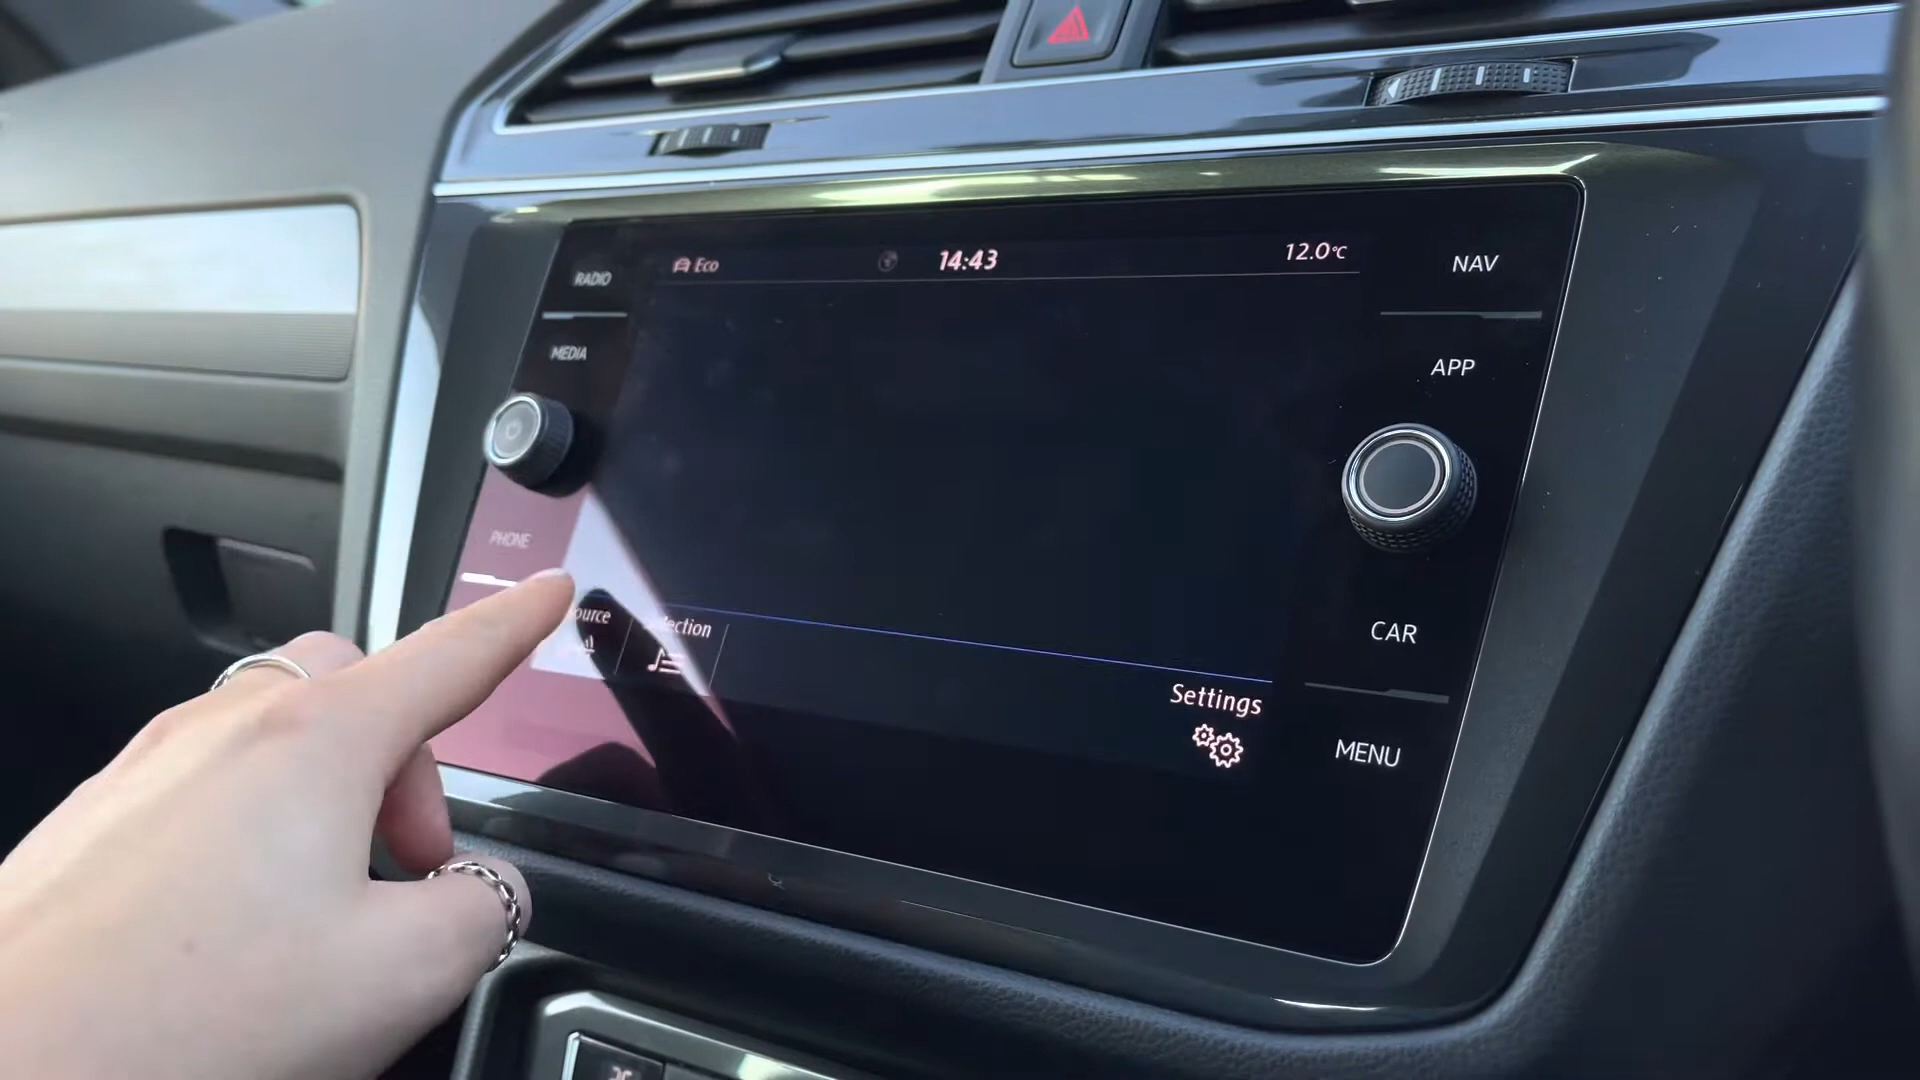 RADIO
Eco
14:43
12.0°C
NAV
MEDIA
APP
PHONE
CAR
Settings
MENU